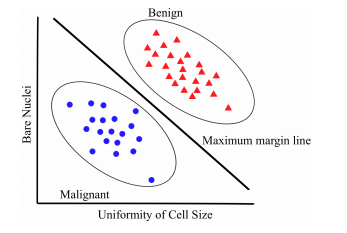 Benign
Bare Nuclei
Maximum margin line
Malignant
Uniformity of Cell Size